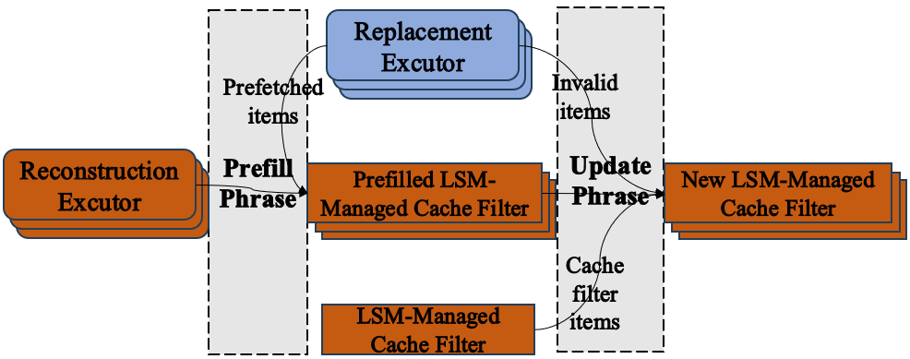 Replacement
Excutor
Prefetched
items
Invalid
items
Reconstruction
Excutor
Prefill
Phrase
Prefilled LSM-
Managed Cache Filter
Update
Phrase
New LSM-Managed
Cache Filter
Cache
filter
items
LSM-Managed
Cache Filter